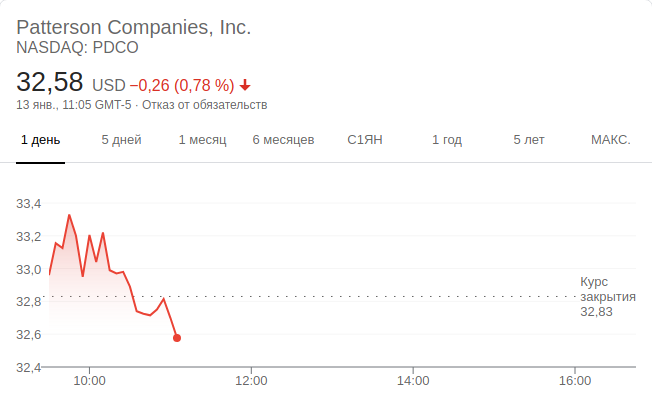 Patterson Companies, Inc.
NASDAQ: PDCO
32,58 USD −0,26 (0,78 %)
13 янв., 11:05 GMT-5 · Отказ от обязательств
1 день 5 дней 1 месяц 6 месяцев С1ЯН 1 год 5 лет МАКС.
33,4
33,2
33,0
Курс
32,8 закрытия
32,83
32,6
32,4
10:00 12:00 14:00 16:00